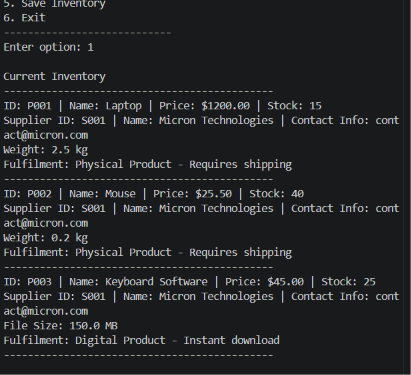 5. Save Inventory
6. Exit
----------------------------
Enter option: 1
Current Inventory
---------------------------------------------
ID: P001 | Name: Laptop | Price: $1200.00 | Stock: 15
Supplier ID: S001 | Name: Micron Technologies | Contact Info: cont
act@micron.com
Weight: 2.5 kg
Fulfilment: Physical Product - Requires shipping
---------------------------------------------
ID: P002 | Name: Mouse | Price: $25.50 | Stock: 40
Supplier ID: S001 | Name: Micron Technologies | Contact Info: cont
act@micron.com
Weight: 0.2 kg
Fulfilment: Physical Product - Requires shipping
---------------------------------------------
ID: P003 | Name: Keyboard Software | Price: $45.00 | Stock: 25
Supplier ID: S001 | Name: Micron Technologies | Contact Info: cont
act@micron.com
File Size: 150.0 MB
Fulfilment: Digital Product - Instant download
---------------------------------------------